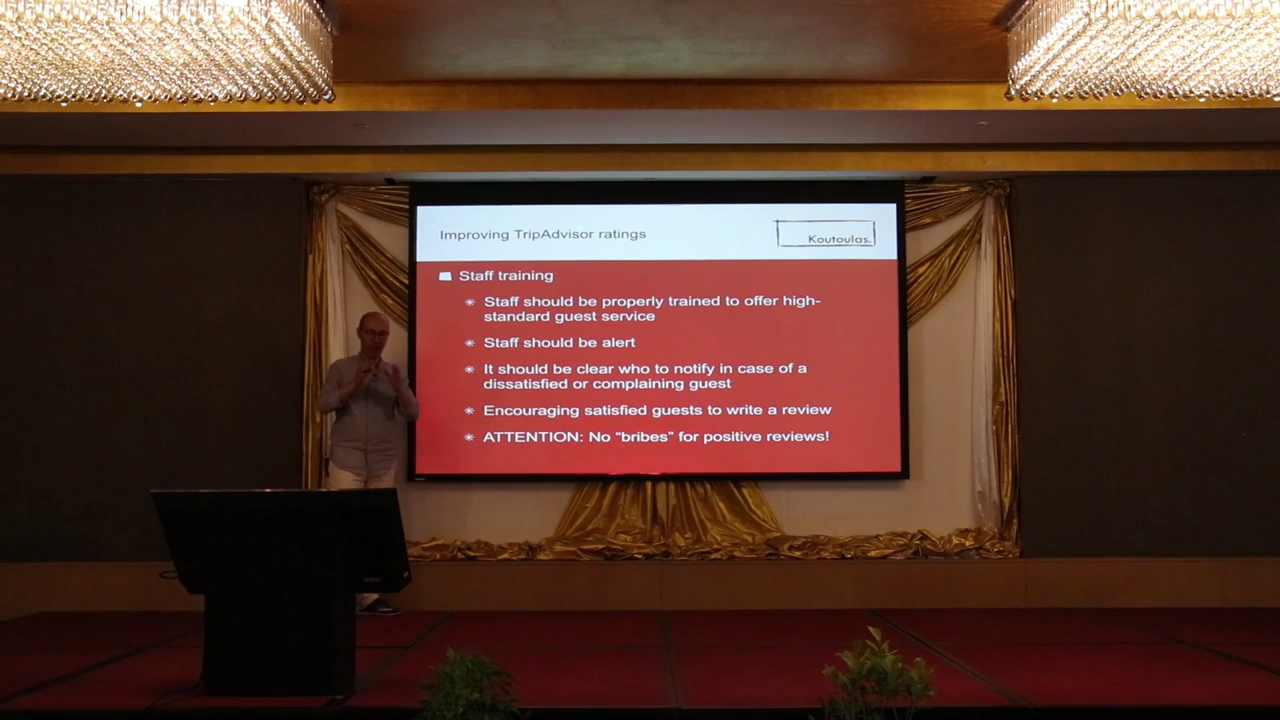 Improving TripAdvisor ratings
Koutoulas.
Staff training
Staff should be properly trained to offer high-
standard guest service
Staff should be alert
It should be clear who to notify in case of a
dissatisfied or complaining guest
Encouraging satisfied guests to write a review
ATTENTION: No “bribes” for positive reviews!